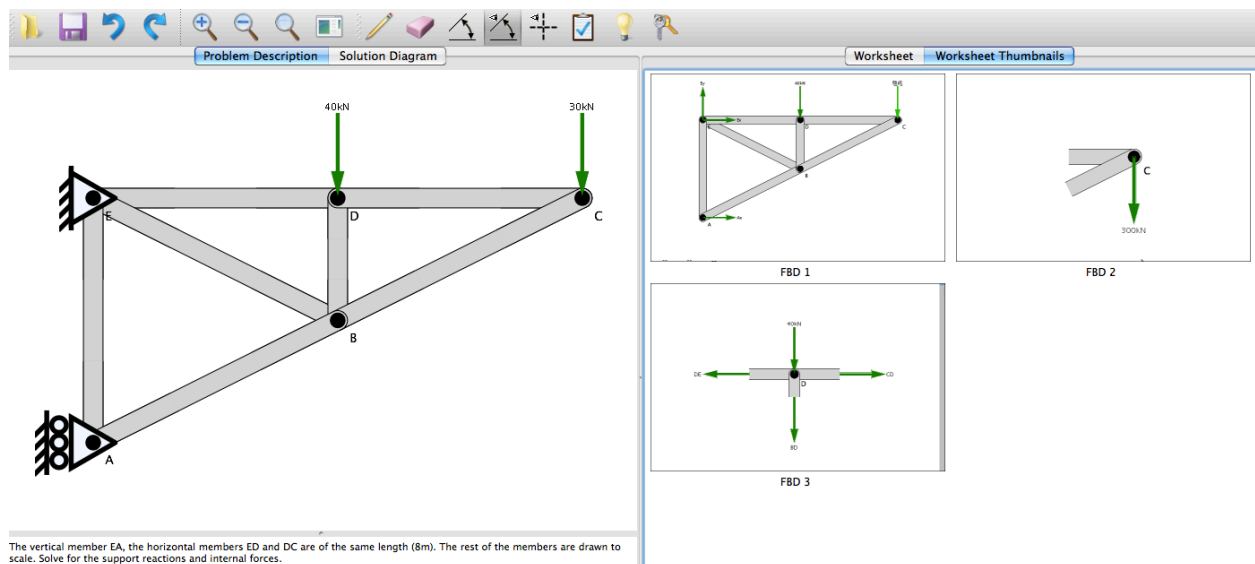 Problem Description
Solution Diagram
Worksheet
Worksheet Thumbnails
40kN
30kN
E
D
C
B
A
The vertical member EA, the horizontal members ED and DC are of the same length (8m). The rest of the members are drawn to
scale. Solve for the support reactions and internal forces.
40kN
E
D
C
B
A
FBD 1
C
300kN
FBD 2
40kN
DE
CD
D
BD
FBD 3